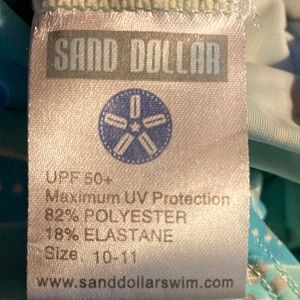 SAND DOLLAR
UPF 50+
Maximum UV Protection
82% POLYESTER
18% ELASTANE
Size. 10-11
www.sanddollarswim.com